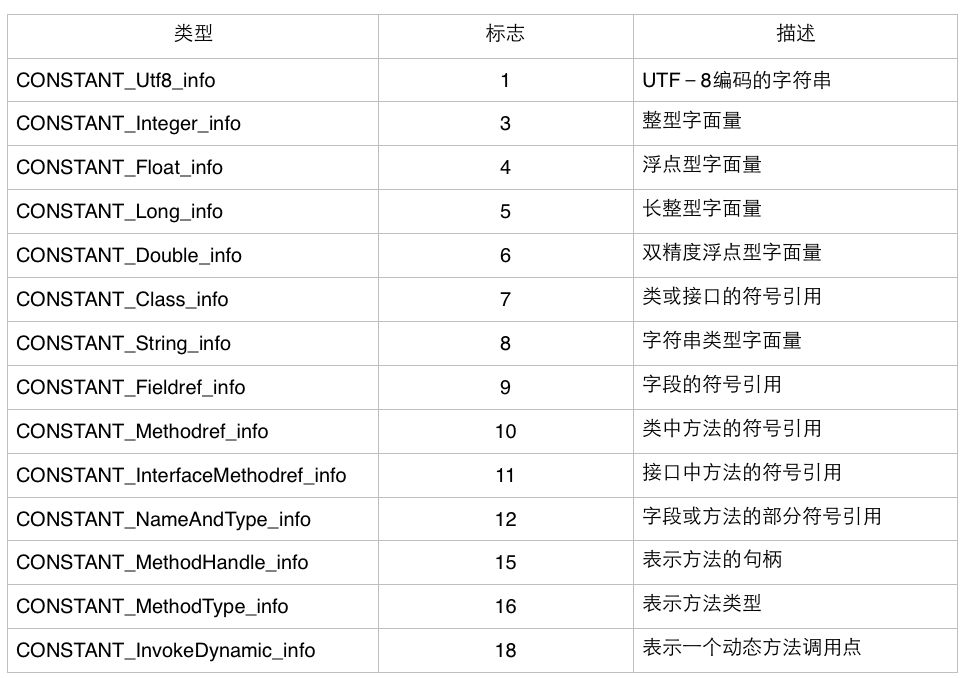 类型 标志 描述
CONSTANT_Utf8_info 1 UTF－8编码的字符串
CONSTANT_Integer_info 3 整型字面量
CONSTANT_Float_info 4 浮点型字面量
CONSTANT_Long_info 5 长整型字面量
CONSTANT_Double_info 6 双精度浮点型字面量
CONSTANT_Class_info 7 类或接口的符号引用
CONSTANT_String_info 8 字符串类型字面量
CONSTANT_Fieldref_info 9 字段的符号引用
CONSTANT_Methodref_info 10 类中方法的符号引用
CONSTANT_InterfaceMethodref_info 11 接口中方法的符号引用
CONSTANT_NameAndType_info 12 字段或方法的部分符号引用
CONSTANT_MethodHandle_info 15 表示方法的句柄
CONSTANT_MethodType_info 16 表示方法类型
CONSTANT_InvokeDynamic_info 18 表示一个动态方法调用点